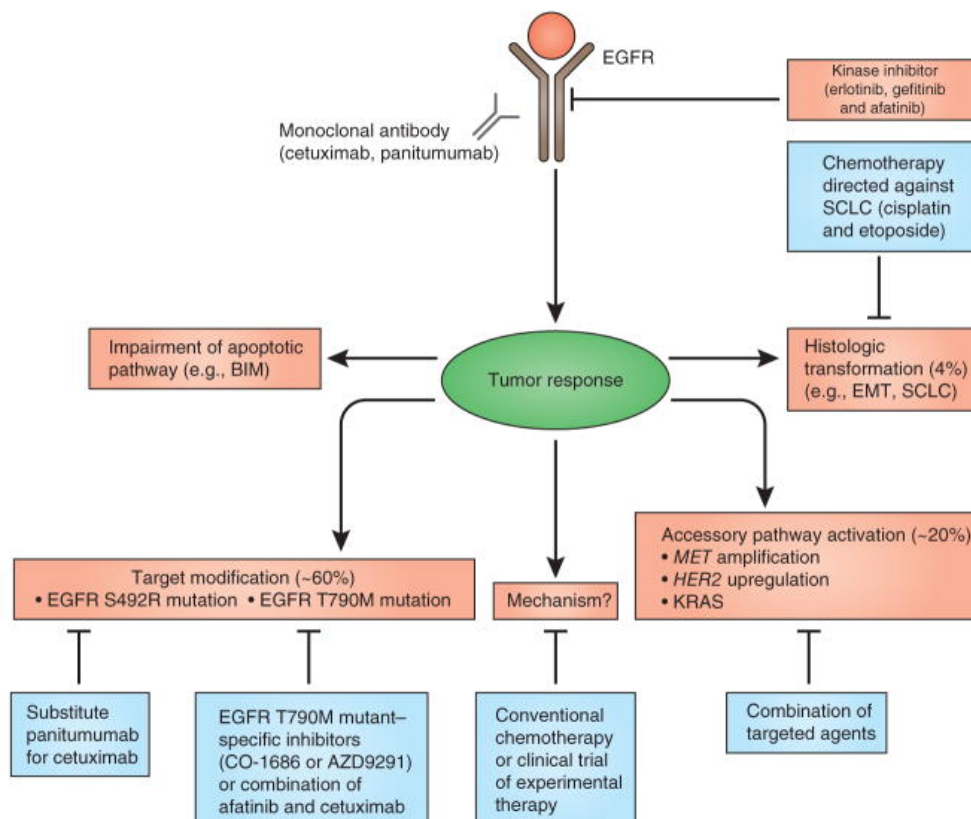 EGFR
Kinase inhibitor
(erlotinib, gefitinib
and afatinib)
Monoclonal antibody
(cetuximab, panitumumab)
Chemotherapy
directed against
SCLC (cisplatin
and etoposide)
Impairment of apoptotic
pathway (e.g., BIM)
Tumor response
Histologic
transformation (4%)
(e.g., EMT, SCLC)
Target modification (~60%)
• EGFR S492R mutation • EGFR T790M mutation
Mechanism?
Accessory pathway activation (~20%)
• MET amplification
• HER2 upregulation
• KRAS
Substitute
panitumumab
for cetuximab
EGFR T790M mutant–
specific inhibitors
(CO-1686 or AZD9291)
or combination of
afatinib and cetuximab
Conventional
chemotherapy
or clinical trial
of experimental
therapy
Combination of
targeted agents